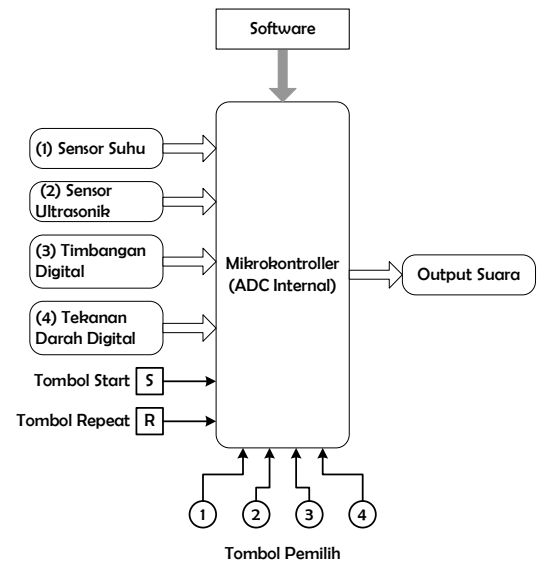 Software
(1) Sensor Suhu
(2) Sensor
Ultrasonik
(3) Timbangan
Digital
(4) Tekanan
Darah Digital
Mikrokontroller
(ADC Internal)
Output Suara
Tombol Start S
Tombol Repeat R
1 2 3 4
Tombol Pemilih